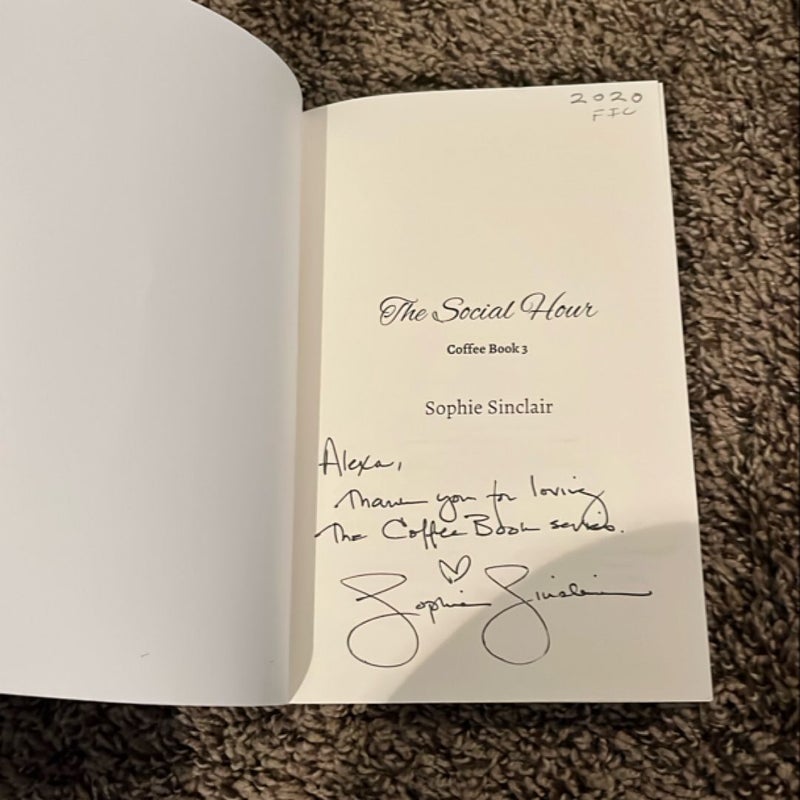 2020
FIC
The Social Hour
Coffee Book 3
Sophie Sinclair
Alexa,
Thank you for loving
The Coffee Book series.
Sophie Sinclair